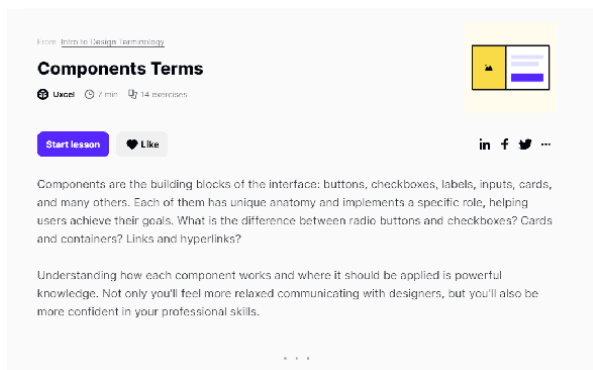 From Intro to Design Terminology
Components Terms
Uxcel 7 min 14 exercises
Start lesson Like
Components are the building blocks of the interface: buttons, checkboxes, labels, inputs, cards,
and many others. Each of them has unique anatomy and implements a specific role, helping
users achieve their goals. What is the difference between radio buttons and checkboxes? Cards
and containers? Links and hyperlinks?
Understanding how each component works and where it should be applied is powerful
knowledge. Not only you'll feel more relaxed communicating with designers, but you'll also be
more confident in your professional skills.